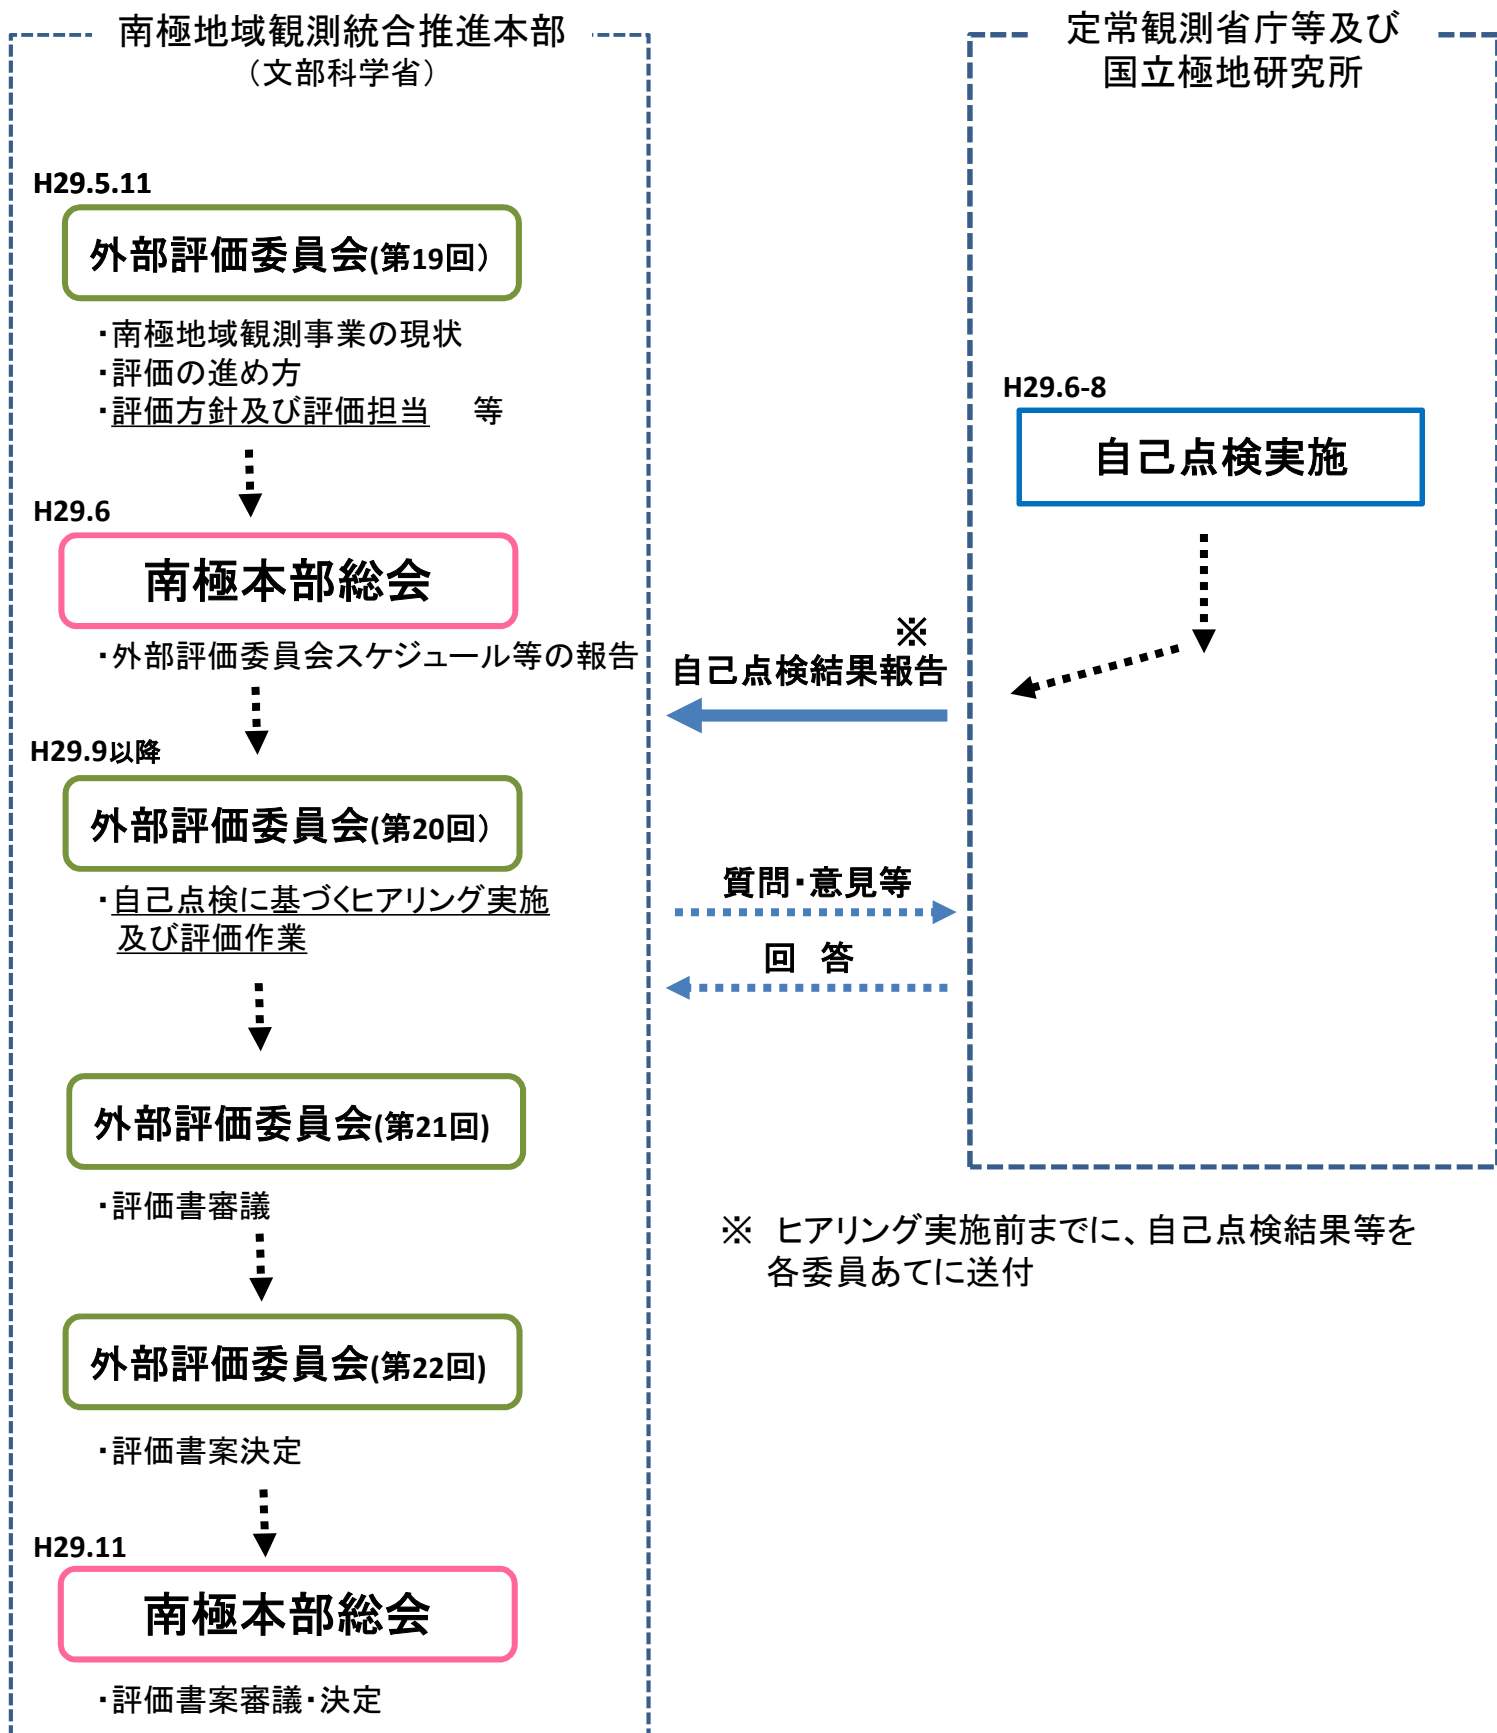 南極地域観測統合推進本部
（文部科学省）
H29.5.11
外部評価委員会(第19回）
・南極地域観測事業の現状
・評価の進め方
・評価方針及び評価担当　等
H29.6
南極本部総会
・外部評価委員会スケジュール等の報告
H29.9以降
外部評価委員会(第20回）
・自己点検に基づくヒアリング実施
及び評価作業
外部評価委員会(第21回)
・評価書審議
外部評価委員会(第22回)
・評価書案決定
H29.11
南極本部総会
・評価書案審議・決定
※
自己点検結果報告
質問・意見等
回　答
定常観測省庁等及び
国立極地研究所
H29.6-8
自己点検実施
※　ヒアリング実施前までに、自己点検結果等を
各委員あてに送付